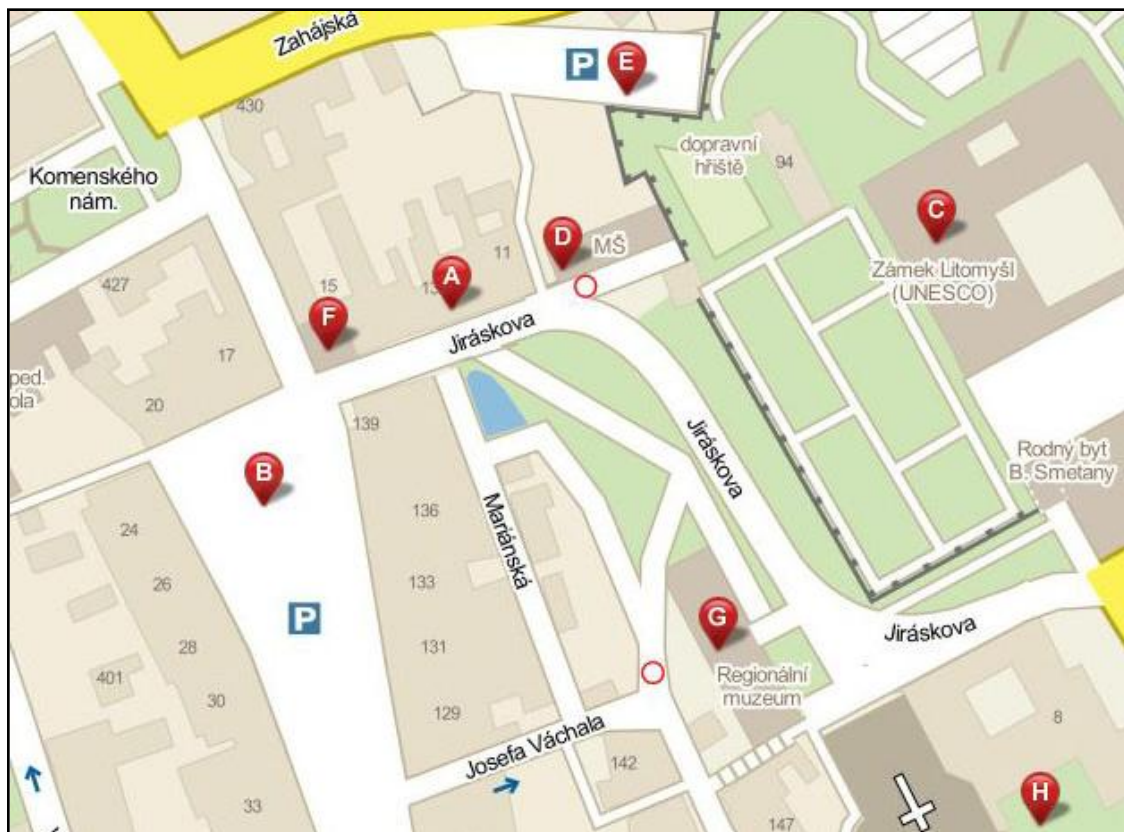 Zahájská
P
E
430
dopravní
hřiště
94
Komenského
nám.
C
D
MŠ
11
A
Zámek Litomyšl
(UNESCO)
427
15
F
Jiráskova
17
ped.
ola
20
139
Jiráskova
B
Rodný byt
B. Smetany
136
24
Mariánská
133
26
P
G
Jiráskova
28
131
401
Regionální
muzeum
30
129
8
Josefa Váchala
142
H
33
147